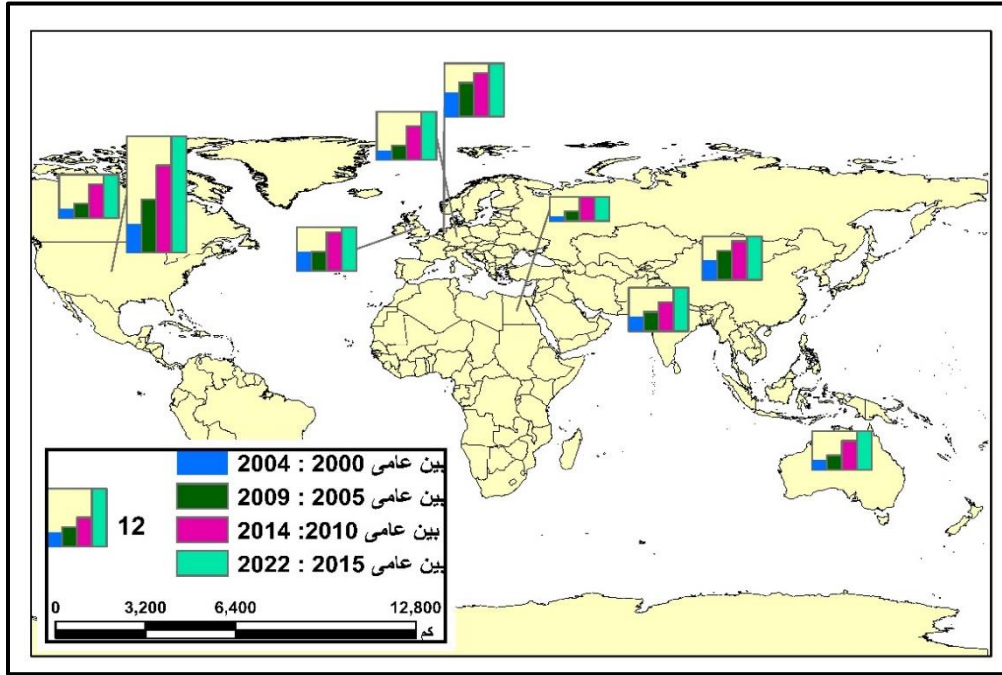 بين عامى 2000 : 2004
بين عامى 2005 : 2009
12
بين عامى 2010: 2014
بين عامى 2015 : 2022
0 3,200 6,400 12,800
كم